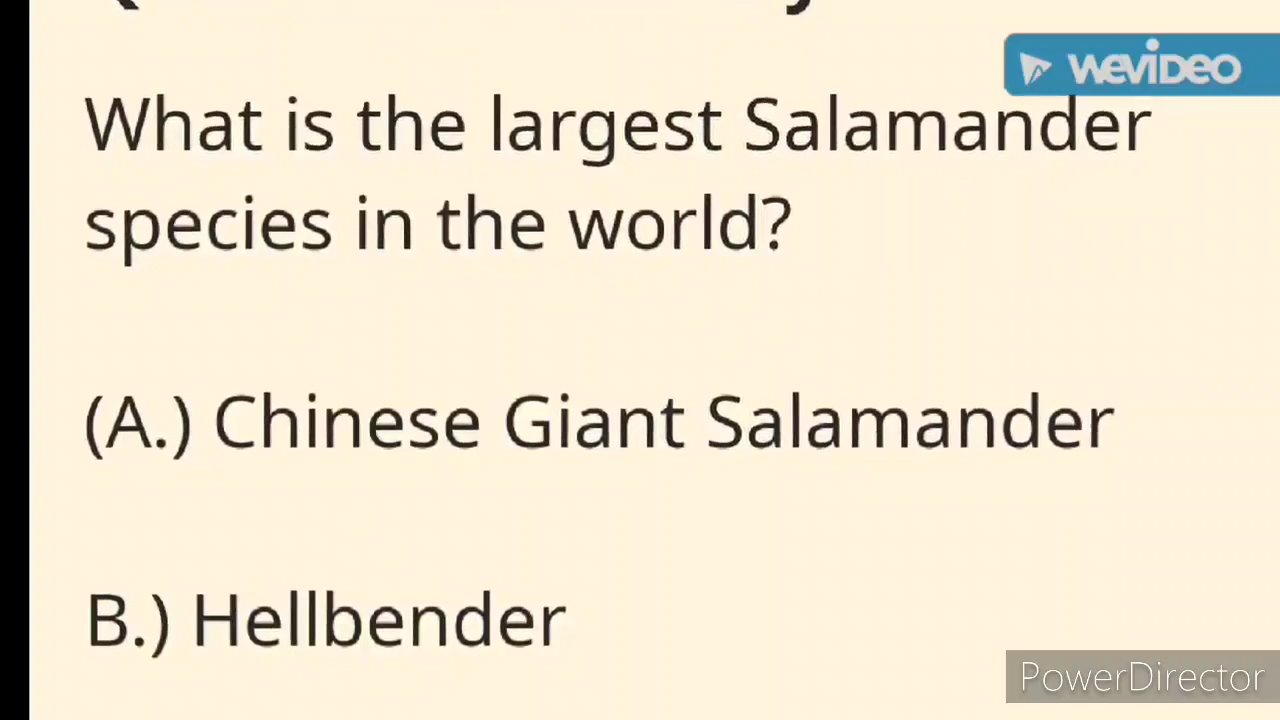 WEVIDEO
What is the largest Salamander
species in the world?
(A.) Chinese Giant Salamander
B.) Hellbender
PowerDirector